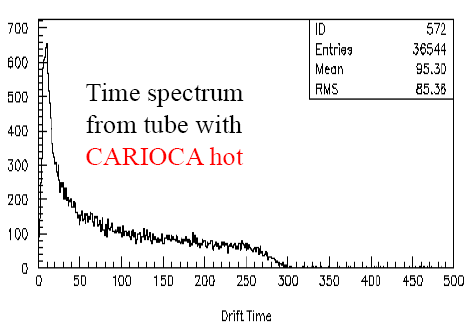 700
600
500
400
300
200
100
0
ID 572
Entries 36544
Mean 95.30
RMS 85.36
Time spectrum
from tube with
CARIOCA hot
0 50 100 150 200 250 300 350 400 450 500
Drift Time